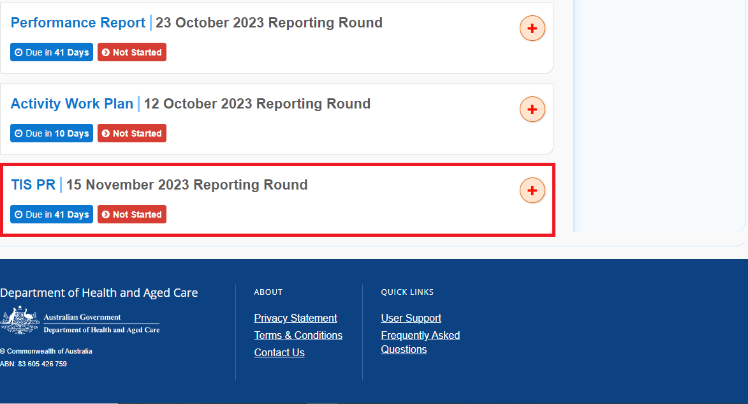 Performance Report | 23 October 2023 Reporting Round
Due in 41 Days Not Started
Activity Work Plan | 12 October 2023 Reporting Round
Due in 10 Days Not Started
TIS PR | 15 November 2023 Reporting Round
Due in 41 Days Not Started
Department of Health and Aged Care
Australian Government
Department of Health and Aged Care
© Commonwealth of Australia
ABN: 83 605 426 759
ABOUT
Privacy Statement
Terms & Conditions
Contact Us
QUICK LINKS
User Support
Frequently Asked
Questions